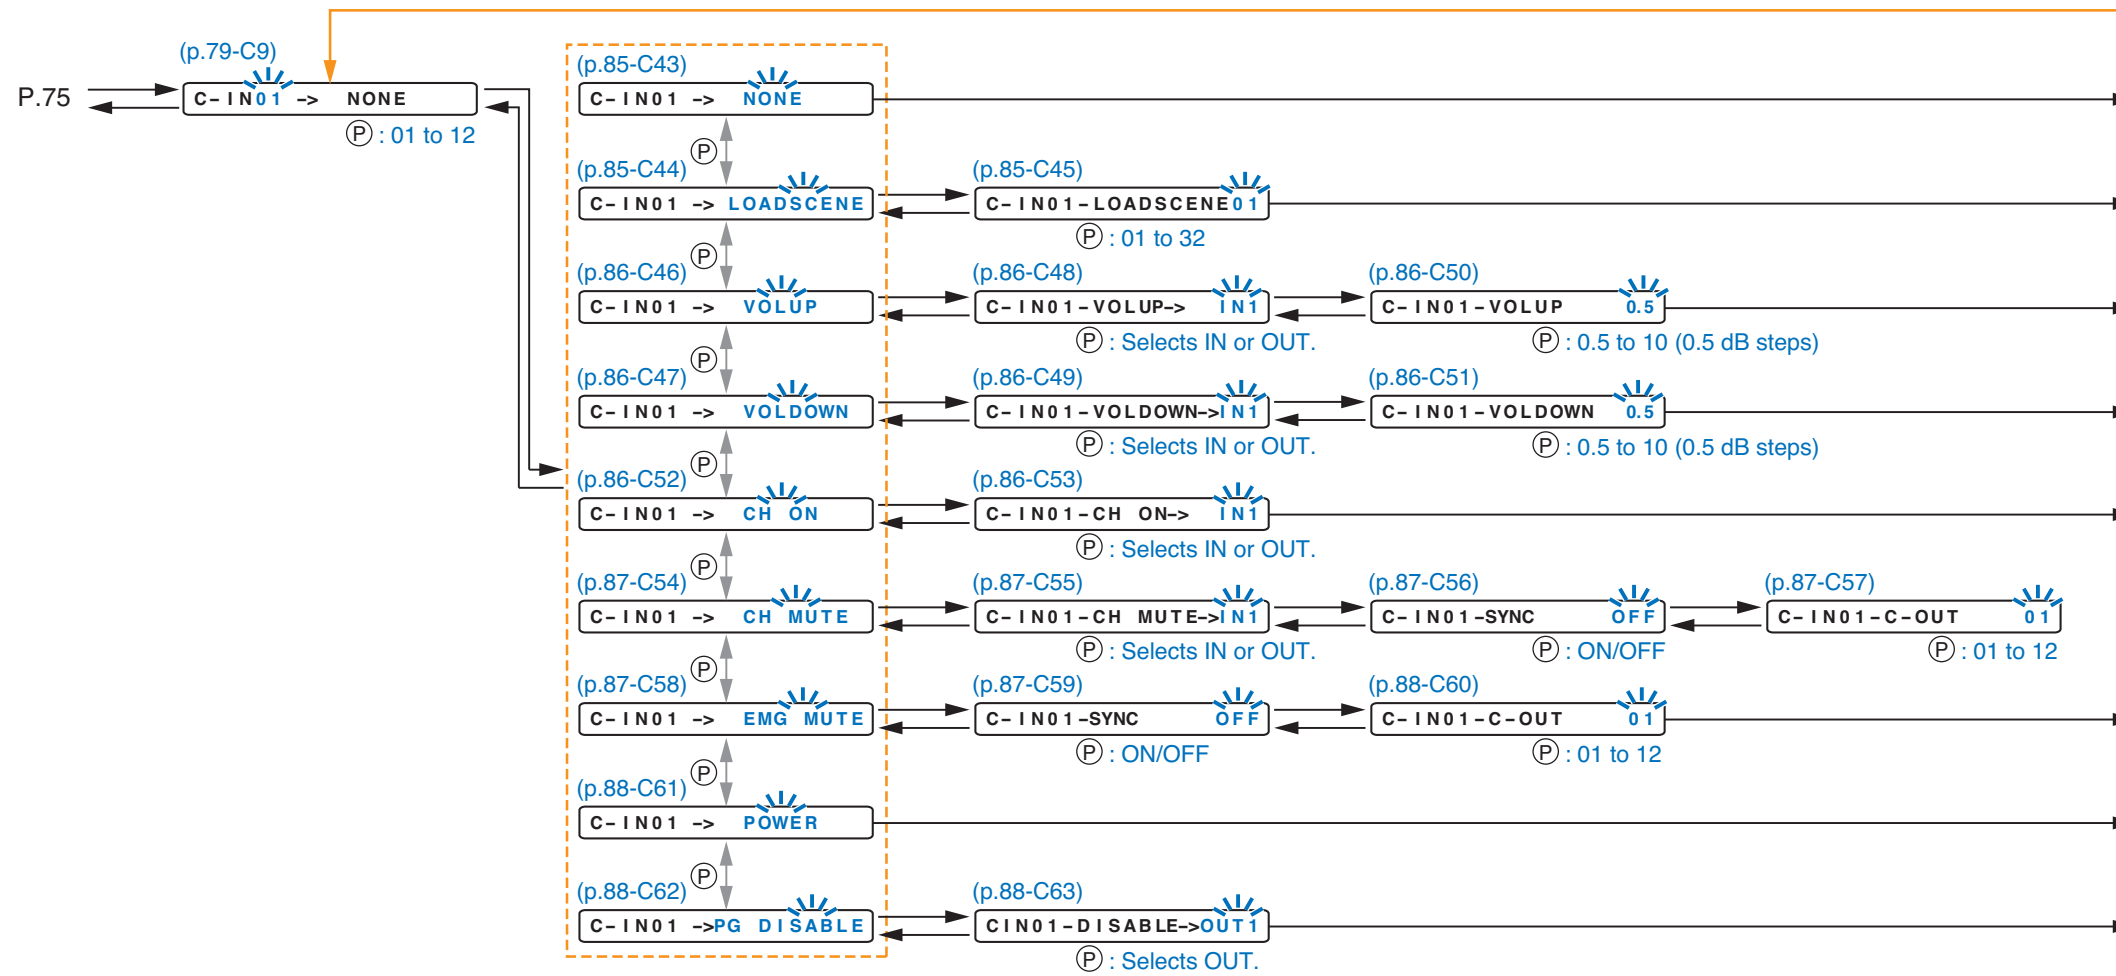 (p.79-C9)
P.75
C-IN01 -> NONE
Ⓟ : 01 to 12
(p.85-C43)
C-IN01 -> NONE
Ⓟ
(p.85-C44)
C-IN01 -> LOADSCENE
(p.85-C45)
C-IN01-LOADSCENE01
Ⓟ : 01 to 32
Ⓟ
(p.86-C46)
C-IN01 -> VOLUP
(p.86-C48)
C-IN01-VOLUP-> IN1
Ⓟ : Selects IN or OUT.
(p.86-C50)
C-IN01-VOLUP 0.5
Ⓟ : 0.5 to 10 (0.5 dB steps)
Ⓟ
(p.86-C47)
C-IN01 -> VOLDOWN
(p.86-C49)
C-IN01-VOLDOWN->IN1
Ⓟ : Selects IN or OUT.
(p.86-C51)
C-IN01-VOLDOWN 0.5
Ⓟ : 0.5 to 10 (0.5 dB steps)
Ⓟ
(p.86-C52)
C-IN01 -> CH ON
(p.86-C53)
C-IN01-CH ON-> IN1
Ⓟ : Selects IN or OUT.
Ⓟ
(p.87-C54)
C-IN01 -> CH MUTE
(p.87-C55)
C-IN01-CH MUTE->IN1
Ⓟ : Selects IN or OUT.
(p.87-C56)
C-IN01-SYNC OFF
Ⓟ : ON/OFF
(p.87-C57)
C-IN01-C-OUT 01
Ⓟ : 01 to 12
Ⓟ
(p.87-C58)
C-IN01 -> EMG MUTE
(p.87-C59)
C-IN01-SYNC OFF
Ⓟ : ON/OFF
(p.88-C60)
C-IN01-C-OUT 01
Ⓟ : 01 to 12
Ⓟ
(p.88-C61)
C-IN01 -> POWER
Ⓟ
(p.88-C62)
C-IN01 ->PG DISABLE
(p.88-C63)
CIN01-DISABLE->OUT1
Ⓟ : Selects OUT.